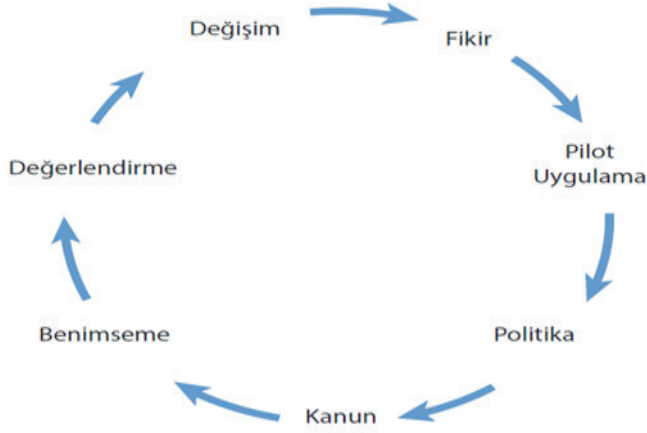 Değişim
Fikir
Pilot
Uygulama
Politika
Kanun
Benimseme
Değerlendirme